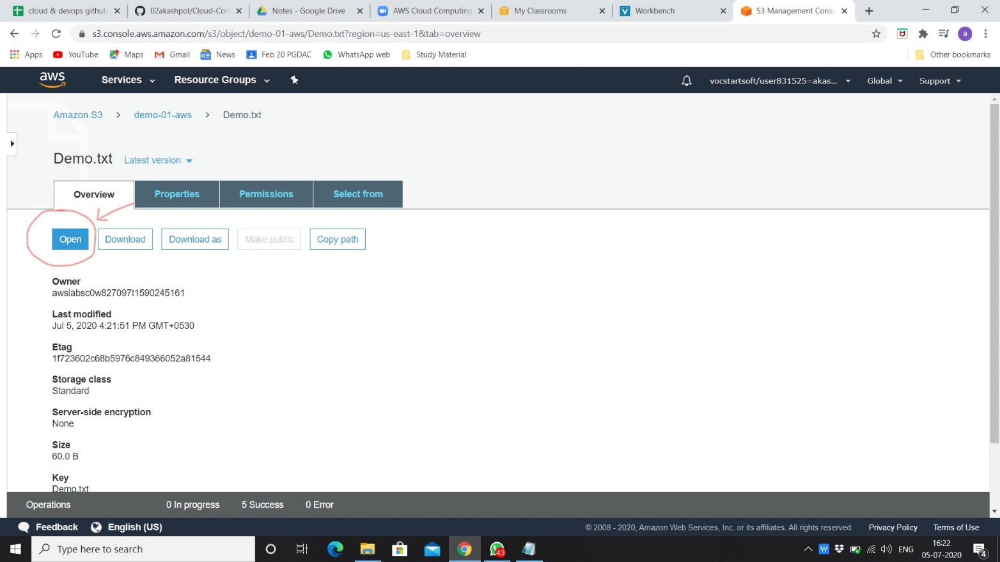 cloud & devops github
02akashpol/Cloud-Com
Notes - Google Drive
AWS Cloud Computing
My Classrooms
Workbench
S3 Management Conso
s3.console.aws.amazon.com/s3/object/demo-01-aws/Demo.txt?region=us-east-1&tab=overview
a
Apps
YouTube
Maps
Gmail
News
Feb 20 PGDAC
WhatsApp web
Study Material
Other bookmarks
aws
Services
Resource Groups
vocstartsoft/user831525=akas...
Global
Support
Amazon S3 > demo-01-aws > Demo.txt
Demo.txt Latest version
Overview
Properties
Permissions
Select from
Open
Download
Download as
Make public
Copy path
Owner
awslabsc0w827097t1590245161
Last modified
Jul 5, 2020 4:21:51 PM GMT+0530
Etag
1f723602c68b5976c849366052a81544
Storage class
Standard
Server-side encryption
None
Size
60.0 B
Key
Demo.txt
Operations
0 In progress
5 Success
0 Error
Feedback
English (US)
© 2008 - 2020, Amazon Web Services, Inc. or its affiliates. All rights reserved.
Privacy Policy
Terms of Use
Type here to search
43
ENG
16:22
05-07-2020
4